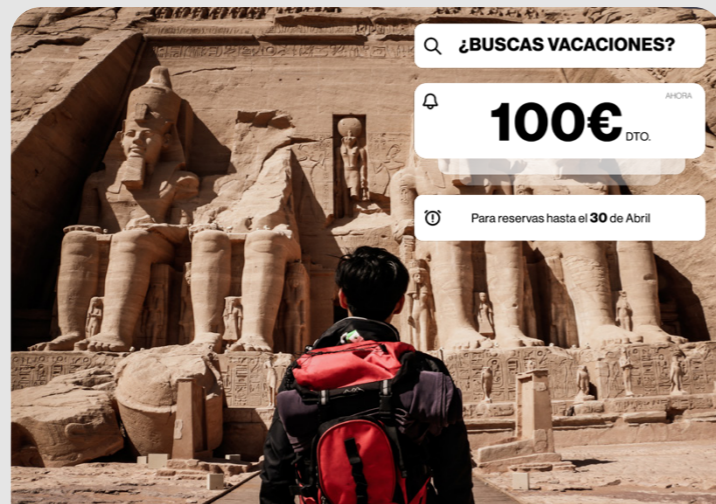 ¿BUSCAS VACACIONES?
AHORA
100€ DTO.
Para reservas hasta el 30 de Abril